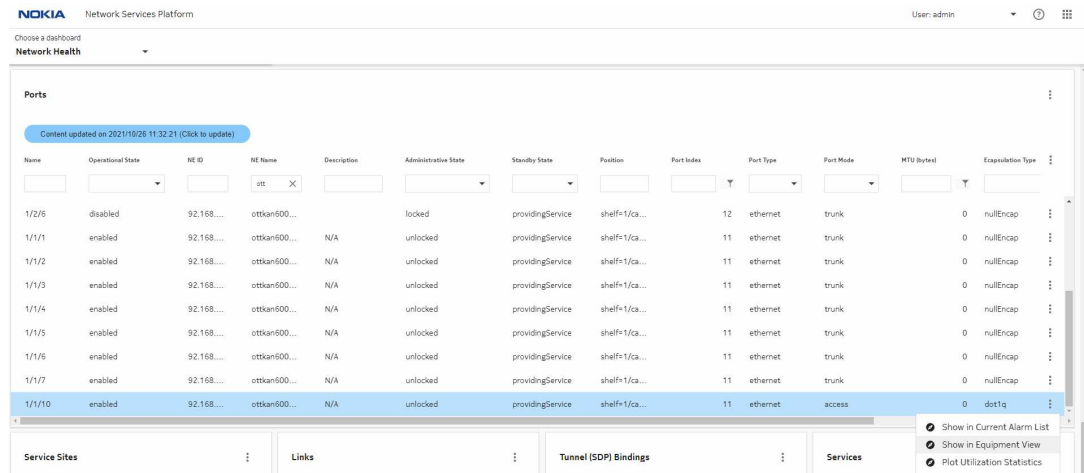 NOKIA Network Services Platform User: admin
Choose a dashboard
Network Health
Ports
Content updated on 2021/10/26 11:32:21 (Click to update)
Name Operational State NE ID NE Name Description Administrative State Standby State Position Port Index Port Type Port Mode MTU (bytes) Ecapsulation Type
ott
1/2/6 disabled 92.168.... ottkan600... locked providingService shelf=1/ca... 12 ethernet trunk 0 nullEncap
1/1/1 enabled 92.168.... ottkan600... N/A unlocked providingService shelf=1/ca... 11 ethernet trunk 0 nullEncap
1/1/2 enabled 92.168.... ottkan600... N/A unlocked providingService shelf=1/ca... 11 ethernet trunk 0 nullEncap
1/1/3 enabled 92.168.... ottkan600... N/A unlocked providingService shelf=1/ca... 11 ethernet trunk 0 nullEncap
1/1/4 enabled 92.168.... ottkan600... N/A unlocked providingService shelf=1/ca... 11 ethernet trunk 0 nullEncap
1/1/5 enabled 92.168.... ottkan600... N/A unlocked providingService shelf=1/ca... 11 ethernet trunk 0 nullEncap
1/1/6 enabled 92.168.... ottkan600... N/A unlocked providingService shelf=1/ca... 11 ethernet trunk 0 nullEncap
1/1/7 enabled 92.168.... ottkan600... N/A unlocked providingService shelf=1/ca... 11 ethernet trunk 0 nullEncap
1/1/10 enabled 92.168.... ottkan600... N/A unlocked providingService shelf=1/ca... 11 ethernet access 0 dot1q
Show in Current Alarm List
Show in Equipment View
Plot Utilization Statistics
Service Sites Links Tunnel (SDP) Bindings Services